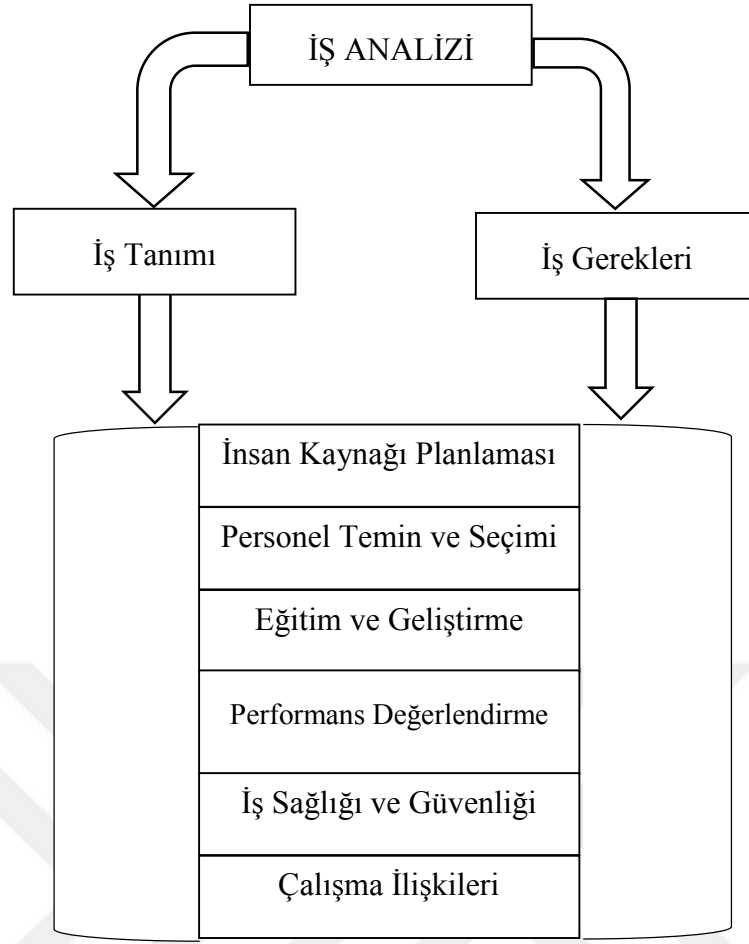 İŞ ANALİZİ
İş Tanımı
İş Gerekleri
İnsan Kaynağı Planlaması
Personel Temin ve Seçimi
Eğitim ve Geliştirme
Performans Değerlendirme
İş Sağlığı ve Güvenliği
Çalışma İlişkileri